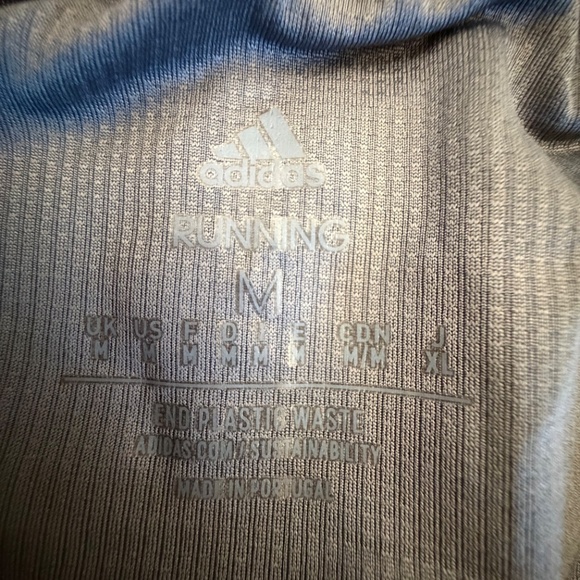 adidas
RUNNING
M
UK US F D I E CDN J
M M M M M M M/M XL
END PLASTIC WASTE
ADIDAS.COM/SUSTAINABILITY
MADE IN PORTUGAL